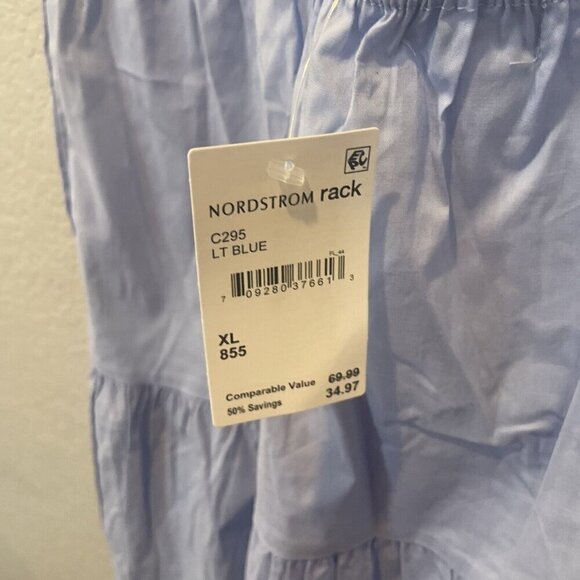 NORDSTROM rack
C295
LT BLUE
PL_44
7 09280 37661 3
XL
855
Comparable Value 69.99
50% Savings 34.97